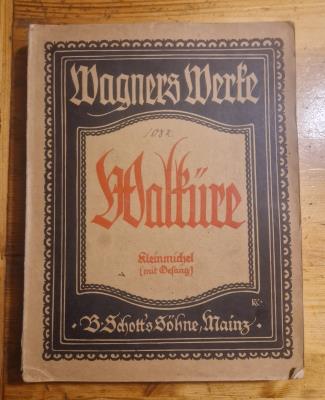 Wagners Werke
1082
Walküre
Kleinmichel
(mit Gesang)
B·Schott's Söhne, Mainz